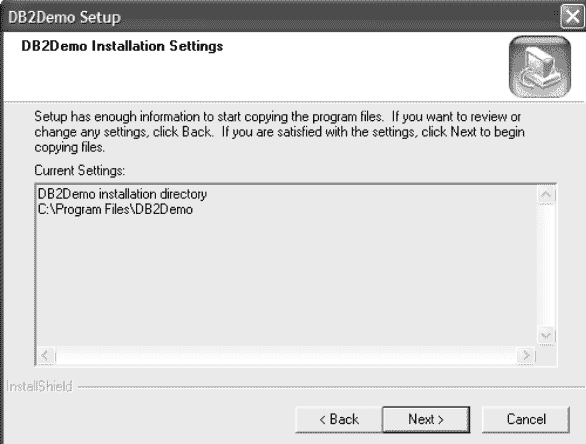 DB2Demo Setup
DB2Demo Installation Settings
Setup has enough information to start copying the program files.  If you want to review or
change any settings, click Back.  If you are satisfied with the settings, click Next to begin
copying files.
Current Settings:
DB2Demo installation directory
C:\Program Files\DB2Demo
InstallShield
< Back
Next >
Cancel